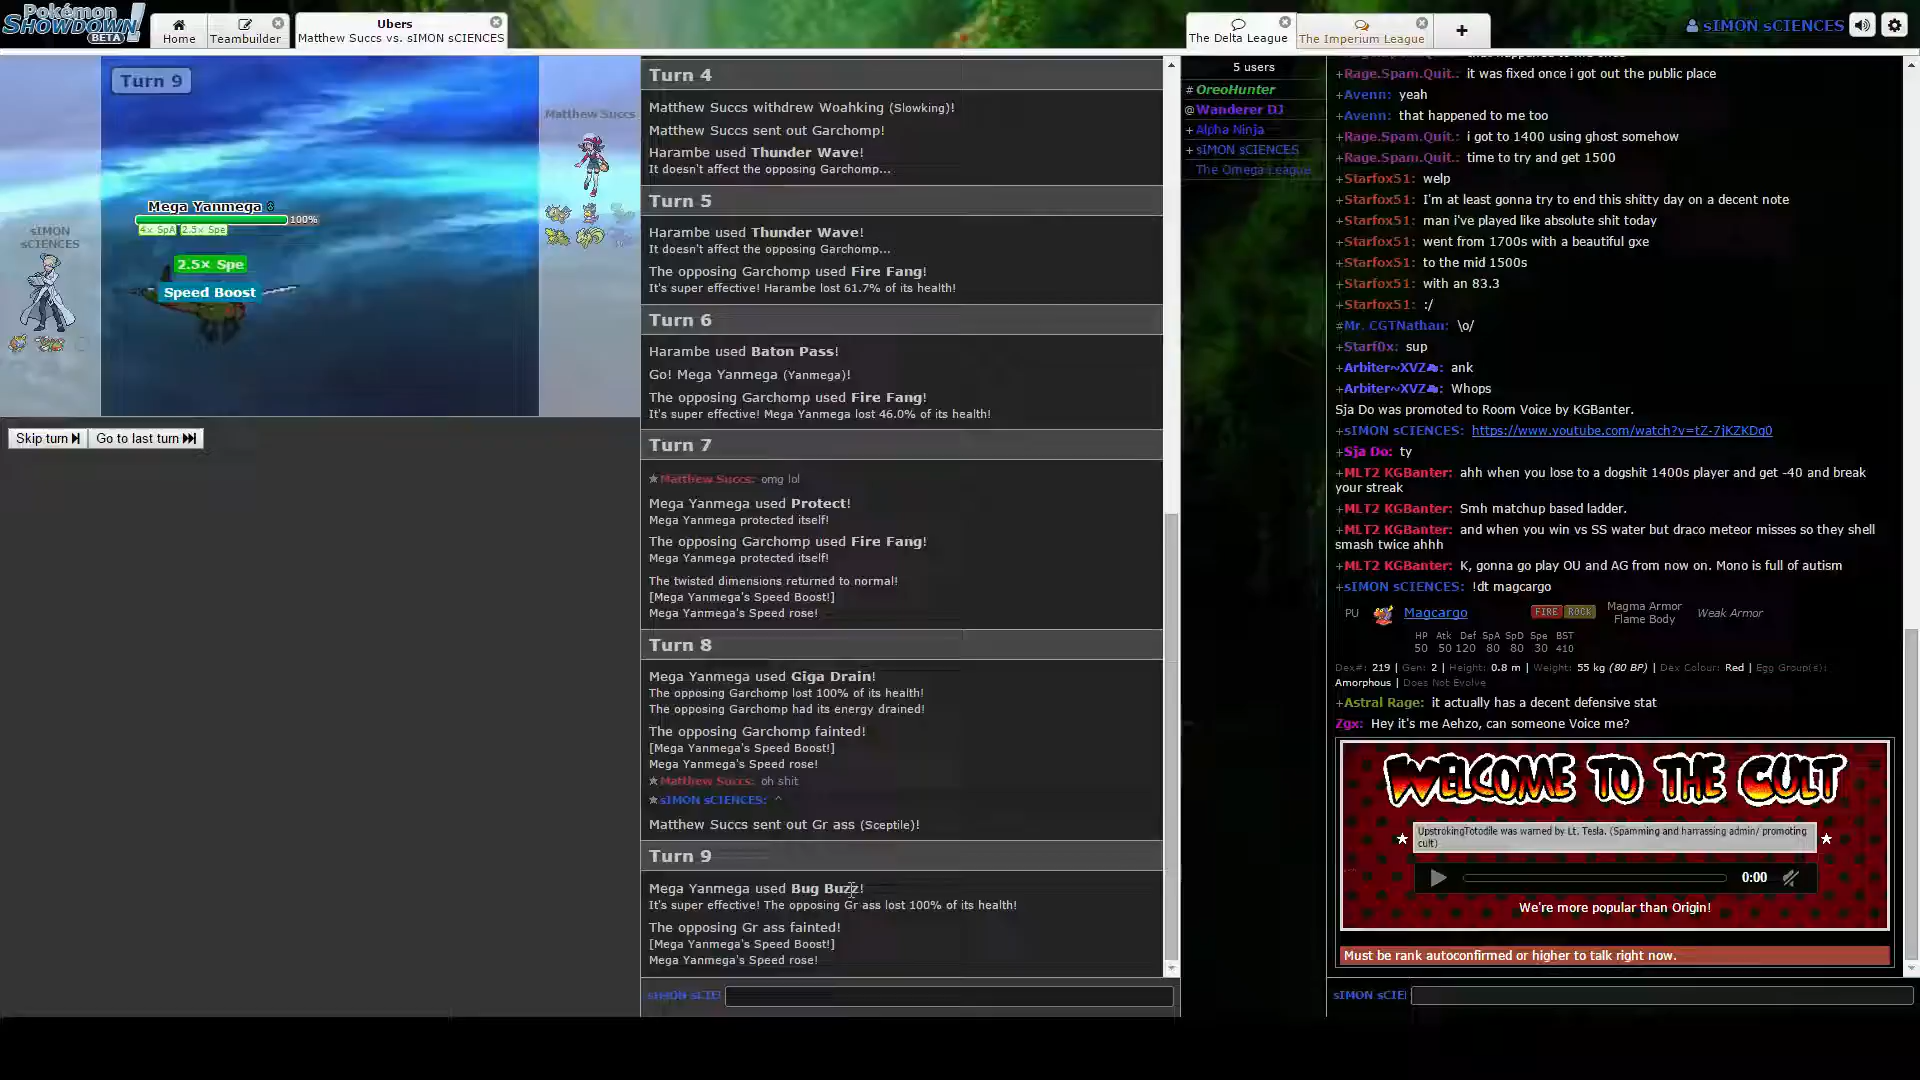 Pokémon
SHOWDOWN!
BETA
Home
Teambuilder
Ubers
Matthew Succs vs. sIMON sCIENCES
The Delta League
The Imperium League
+
sIMON sCIENCES
Turn 9
Matthew Succs
sIMON
sCIENCES
Mega Yanmega
100%
4x SpA 2.5x Spe
2.5× Spe
Speed Boost
Skip turn
Go to last turn
Turn 4
Matthew Succs withdrew Woahking (Slowking)!
Matthew Succs sent out Garchomp!
Harambe used Thunder Wave!
It doesn't affect the opposing Garchomp...
Turn 5
Harambe used Thunder Wave!
It doesn't affect the opposing Garchomp...
The opposing Garchomp used Fire Fang!
It's super effective! Harambe lost 61.7% of its health!
Turn 6
Harambe used Baton Pass!
Go! Mega Yanmega (Yanmega)!
The opposing Garchomp used Fire Fang!
It's super effective! Mega Yanmega lost 46.0% of its health!
Turn 7
★Matthew Succs: omg lol
Mega Yanmega used Protect!
Mega Yanmega protected itself!
The opposing Garchomp used Fire Fang!
Mega Yanmega protected itself!
The twisted dimensions returned to normal!
[Mega Yanmega's Speed Boost!]
Mega Yanmega's Speed rose!
Turn 8
Mega Yanmega used Giga Drain!
The opposing Garchomp lost 100% of its health!
The opposing Garchomp had its energy drained!
The opposing Garchomp fainted!
[Mega Yanmega's Speed Boost!]
Mega Yanmega's Speed rose!
★Matthew Succs: oh shit
★sIMON sCIENCES: ^
Matthew Succs sent out Gr ass (Sceptile)!
Turn 9
Mega Yanmega used Bug Buzz!
It's super effective! The opposing Gr ass lost 100% of its health!
The opposing Gr ass fainted!
[Mega Yanmega's Speed Boost!]
Mega Yanmega's Speed rose!
sIMON sCIE
5 users
# OreoHunter
@ Wanderer DJ
+ Alpha Ninja
+ sIMON sCIENCES
The Omega League
+Rage.Spam.Quit.: it was fixed once i got out the public place
+Avenn: yeah
+Avenn: that happened to me too
+Rage.Spam.Quit.: i got to 1400 using ghost somehow
+Rage.Spam.Quit.: time to try and get 1500
+Starfox51: welp
+Starfox51: I'm at least gonna try to end this shitty day on a decent note
+Starfox51: man i've played like absolute shit today
+Starfox51: went from 1700s with a beautiful gxe
+Starfox51: to the mid 1500s
+Starfox51: with an 83.3
+Starfox51: :/
#Mr. CGTNathan: \o/
+Starf0x: sup
+Arbiter~XVZ: ank
+Arbiter~XVZ: Whops
Sja Do was promoted to Room Voice by KGBanter.
+sIMON sCIENCES: https://www.youtube.com/watch?v=tZ-7jKZKDq0
+Sja Do: ty
+MLT2 KGBanter: ahh when you lose to a dogshit 1400s player and get -40 and break
your streak
+MLT2 KGBanter: Smh matchup based ladder.
+MLT2 KGBanter: and when you win vs SS water but draco meteor misses so they shell
smash twice ahhh
+MLT2 KGBanter: K, gonna go play OU and AG from now on. Mono is full of autism
+sIMON sCIENCES: !dt magcargo
PU Magcargo FIRE ROCK Magma Armor Flame Body Weak Armor
HP Atk Def SpA SpD Spe BST
50 50 120 80 80 30 410
Dex#: 219 | Gen: 2 | Height: 0.8 m | Weight: 55 kg (80 BP) | Dex Colour: Red | Egg Group(s):
Amorphous | Does Not Evolve
+Astral Rage: it actually has a decent defensive stat
Zgx: Hey it's me Aehzo, can someone Voice me?
WELCOME TO THE CULT
★ UpstrokingTotodile was warned by Lt. Tesla. (Spamming and harrassing admin/ promoting
cult) ★
0:00
We're more popular than Origin!
Must be rank autoconfirmed or higher to talk right now.
sIMON sCIE